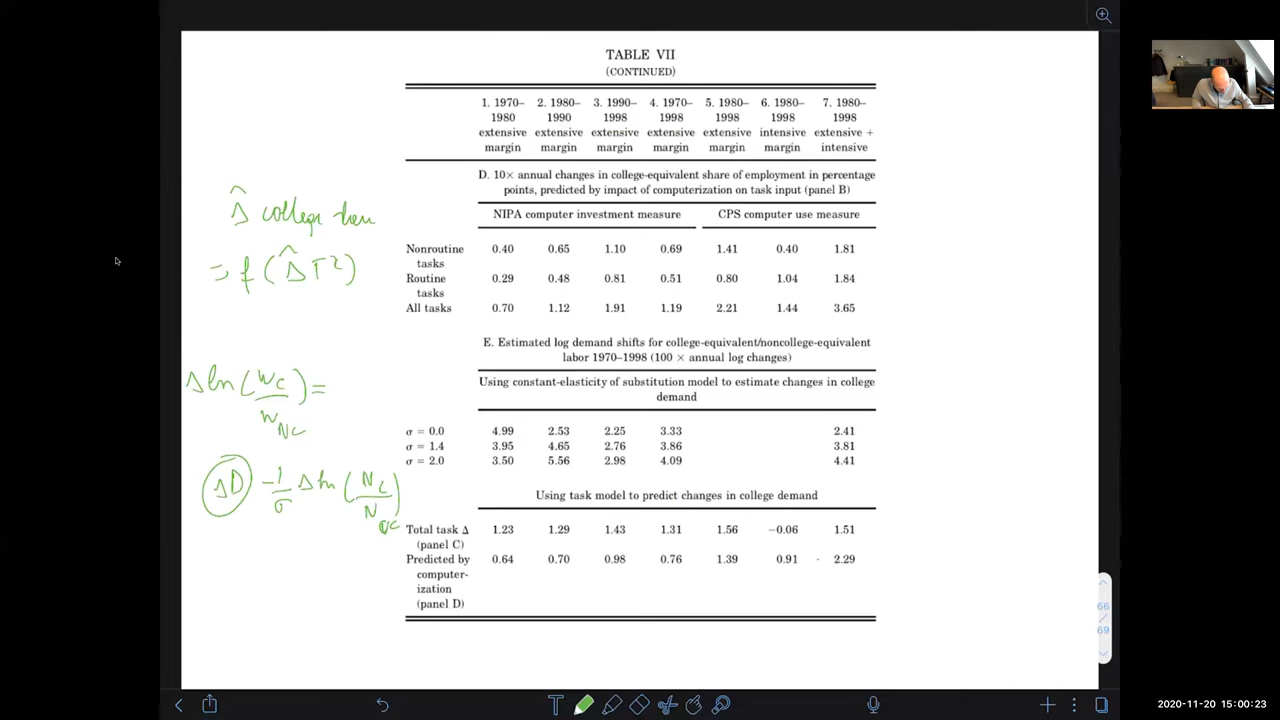 TABLE VII
(CONTINUED)
1. 1970– 2. 1980– 3. 1990– 4. 1970– 5. 1980– 6. 1980– 7. 1980–
1980 1990 1998 1998 1998 1998 1998
extensive extensive extensive extensive extensive intensive extensive +
margin margin margin margin margin margin intensive
D. 10× annual changes in college-equivalent share of employment in percentage
points, predicted by impact of computerization on task input (panel B)
NIPA computer investment measure CPS computer use measure
Nonroutine 0.40 0.65 1.10 0.69 1.41 0.40 1.81
tasks
Routine 0.29 0.48 0.81 0.51 0.80 1.04 1.84
tasks
All tasks 0.70 1.12 1.91 1.19 2.21 1.44 3.65
E. Estimated log demand shifts for college-equivalent/noncollege-equivalent
labor 1970–1998 (100 × annual log changes)
Using constant-elasticity of substitution model to estimate changes in college
demand
σ = 0.0 4.99 2.53 2.25 3.33 2.41
σ = 1.4 3.95 4.65 2.76 3.86 3.81
σ = 2.0 3.50 5.56 2.98 4.09 4.41
Using task model to predict changes in college demand
Total task Δ 1.23 1.29 1.43 1.31 1.56 −0.06 1.51
(panel C)
Predicted by 0.64 0.70 0.98 0.76 1.39 0.91 2.29
computer-
ization
(panel D)
Δ̂ college
= f (Δ̂ T
Δ ln (W_C / W_NC) =
ΔD − 1/σ Δ ln (N_C / N_NC)
66
/
69
T
2020-11-20 15:00:23